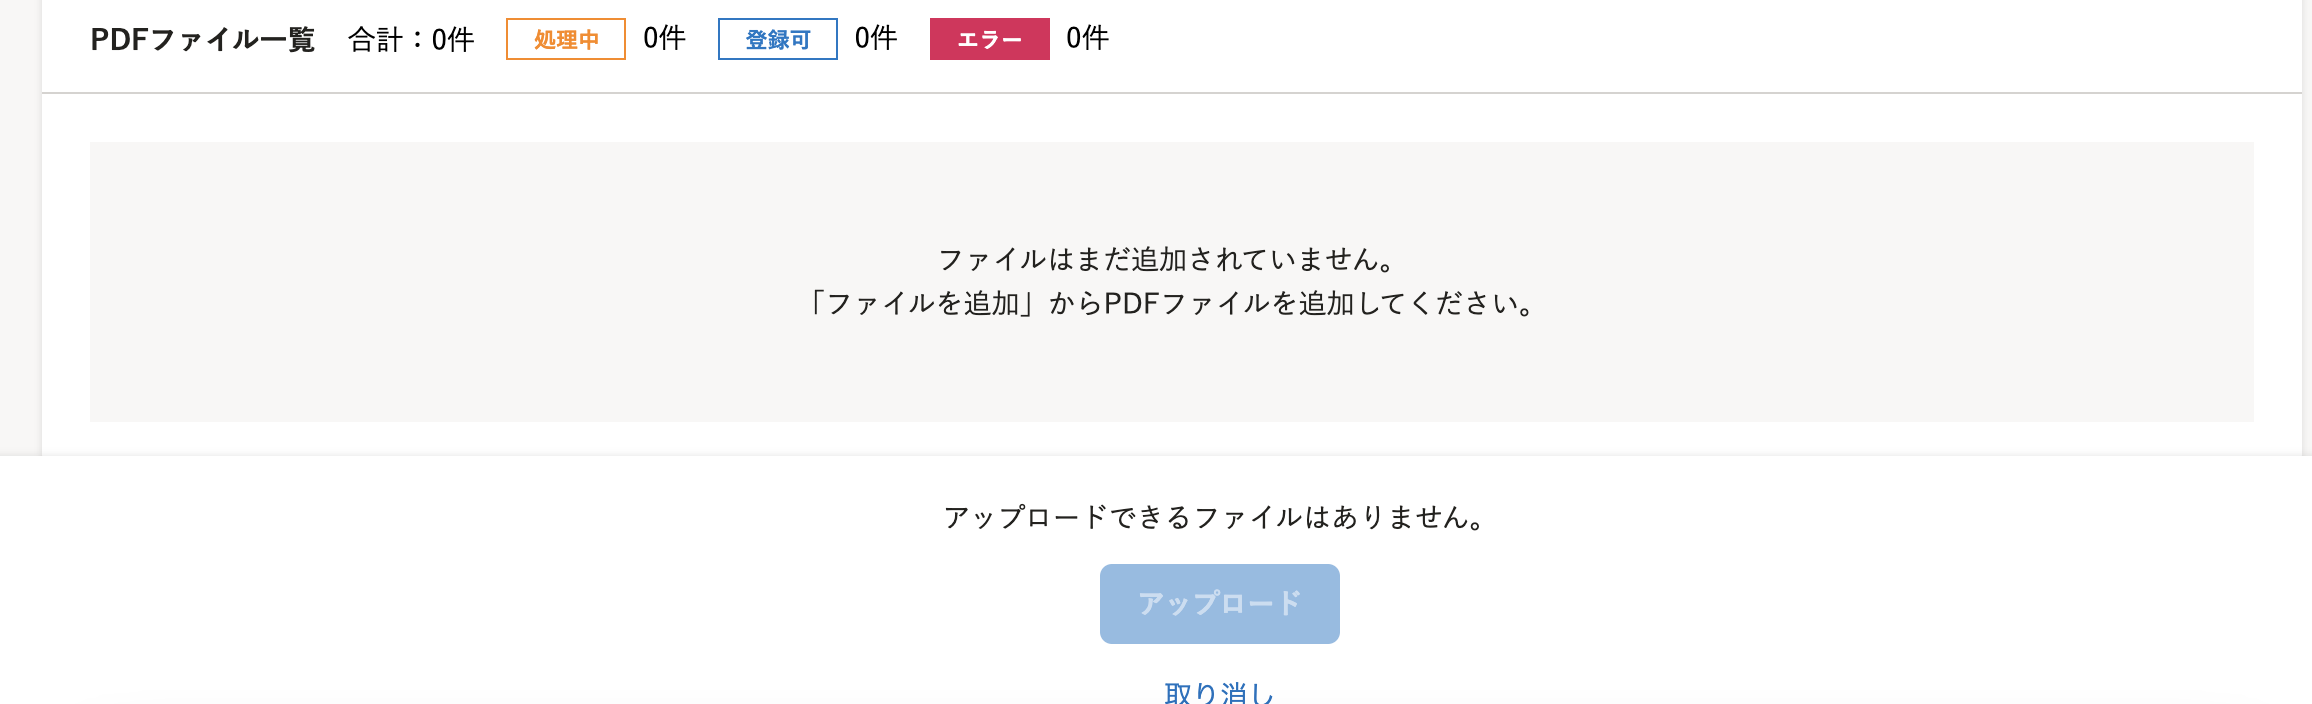 PDFファイル一覧 合計：0件 処理中 0件 登録可 0件 エラー 0件
ファイルはまだ追加されていません。
「ファイルを追加」からPDFファイルを追加してください。
アップロードできるファイルはありません。
アップロード
取り消し